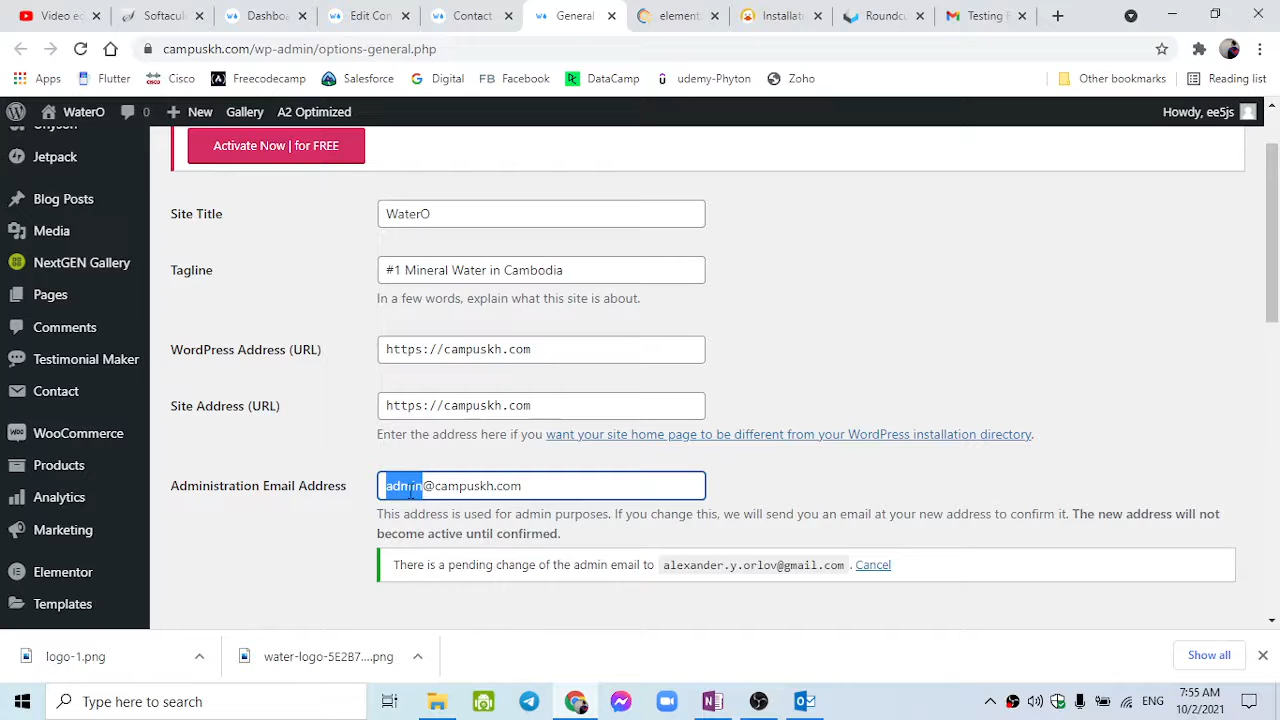 Video ec
Softacul
Dashboa
Edit Con
Contact
General
elemento
Installati
Roundcu
Testing E
campuskh.com/wp-admin/options-general.php
Apps
Flutter
Cisco
Freecodecamp
Salesforce
Digital
FB Facebook
DataCamp
udemy-Phyton
Zoho
Other bookmarks
Reading list
WaterO
0
New
Gallery
A2 Optimized
Howdy, ee5js
Jetpack
Blog Posts
Media
NextGEN Gallery
Pages
Comments
Testimonial Maker
Contact
WooCommerce
Products
Analytics
Marketing
Elementor
Templates
Activate Now | for FREE
Site Title
WaterO
Tagline
#1 Mineral Water in Cambodia
In a few words, explain what this site is about.
WordPress Address (URL)
https://campuskh.com
Site Address (URL)
https://campuskh.com
Enter the address here if you want your site home page to be different from your WordPress installation directory.
Administration Email Address
admin@campuskh.com
This address is used for admin purposes. If you change this, we will send you an email at your new address to confirm it. The new address will not
become active until confirmed.
There is a pending change of the admin email to alexander.y.orlov@gmail.com . Cancel
logo-1.png
water-logo-5E2B7....png
Show all
Type here to search
ENG
7:55 AM
10/2/2021